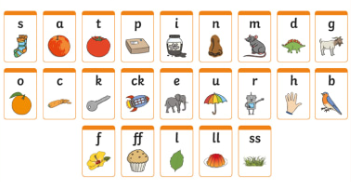 s a t p i n m d g
o c k ck e u r h b
f ff l ll ss